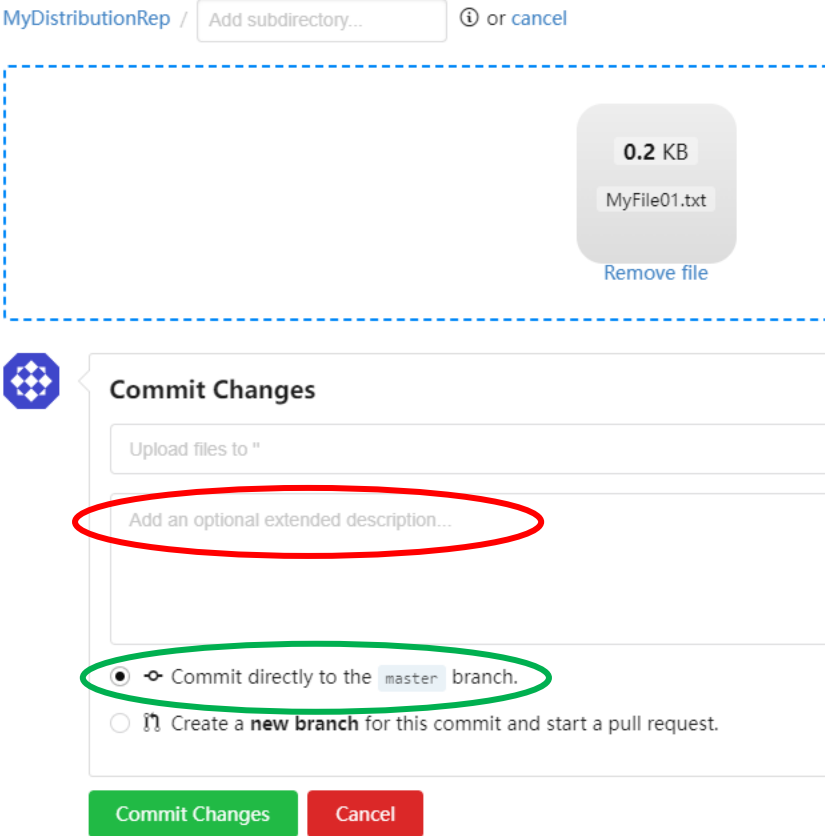 MyDistributionRep / Add subdirectory... or cancel
0.2 KB
MyFile01.txt
Remove file
Commit Changes
Upload files to ''
Add an optional extended description...
Commit directly to the master branch.
Create a new branch for this commit and start a pull request.
Commit Changes Cancel